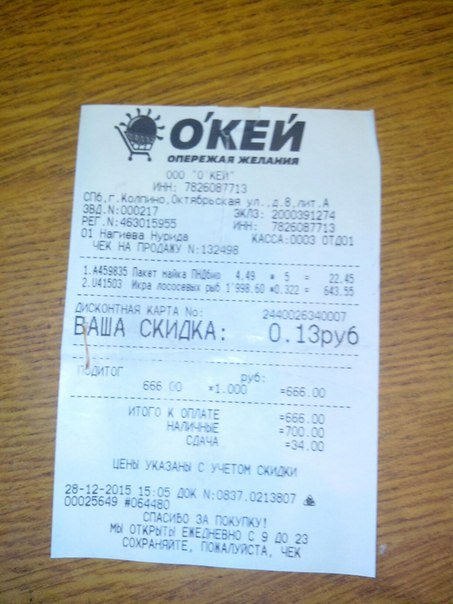 О'КЕЙ
ОПЕРЕЖАЯ ЖЕЛАНИЯ
ООО "О'КЕЙ"
ИНН: 7826087713
СПб,г.Колпино,Октябрьская ул.,д.8,лит.А
ЗВД.N:000217 ЭКЛЗ: 2000391274
РЕГ.N:463015955 ИНН: 7826087713
01 Нагиева Нурида КАССА:0003 ОТД01
ЧЕК НА ПРОДАЖУ N:132498
1.А459835 Пакет майка ПНДбио 4.49 * 5 = 22.45
2.U41503 Икра лососевых рыб 1'998.60 *0.322 = 643.55
ДИСКОНТНАЯ КАРТА No: 2440026340007
ВАША СКИДКА: 0.13руб
ПОДИТОГ руб:
666.00 *1.000 =666.00
ИТОГО К ОПЛАТЕ =666.00
НАЛИЧНЫЕ =700.00
СДАЧА =34.00
ЦЕНЫ УКАЗАНЫ С УЧЕТОМ СКИДКИ
28-12-2015 15:05 ДОК N:0837.0213807
00025649 #064480
СПАСИБО ЗА ПОКУПКУ!
МЫ ОТКРЫТЫ ЕЖЕДНЕВНО С 9 ДО 23
СОХРАНЯЙТЕ, ПОЖАЛУЙСТА, ЧЕК